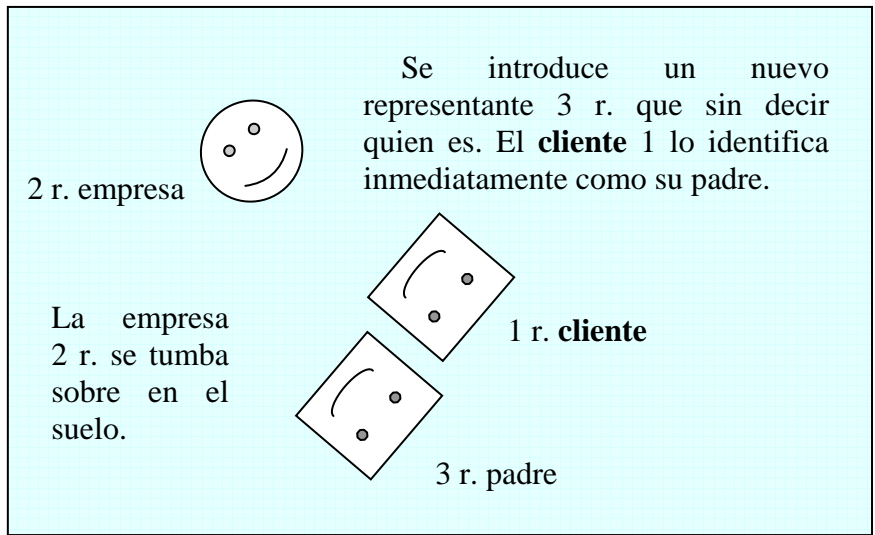 Se introduce un nuevo
representante 3 r. que sin decir
quien es. El cliente 1 lo identifica
inmediatamente como su padre.
2 r. empresa
La empresa
2 r. se tumba
sobre en el
suelo.
1 r. cliente
3 r. padre